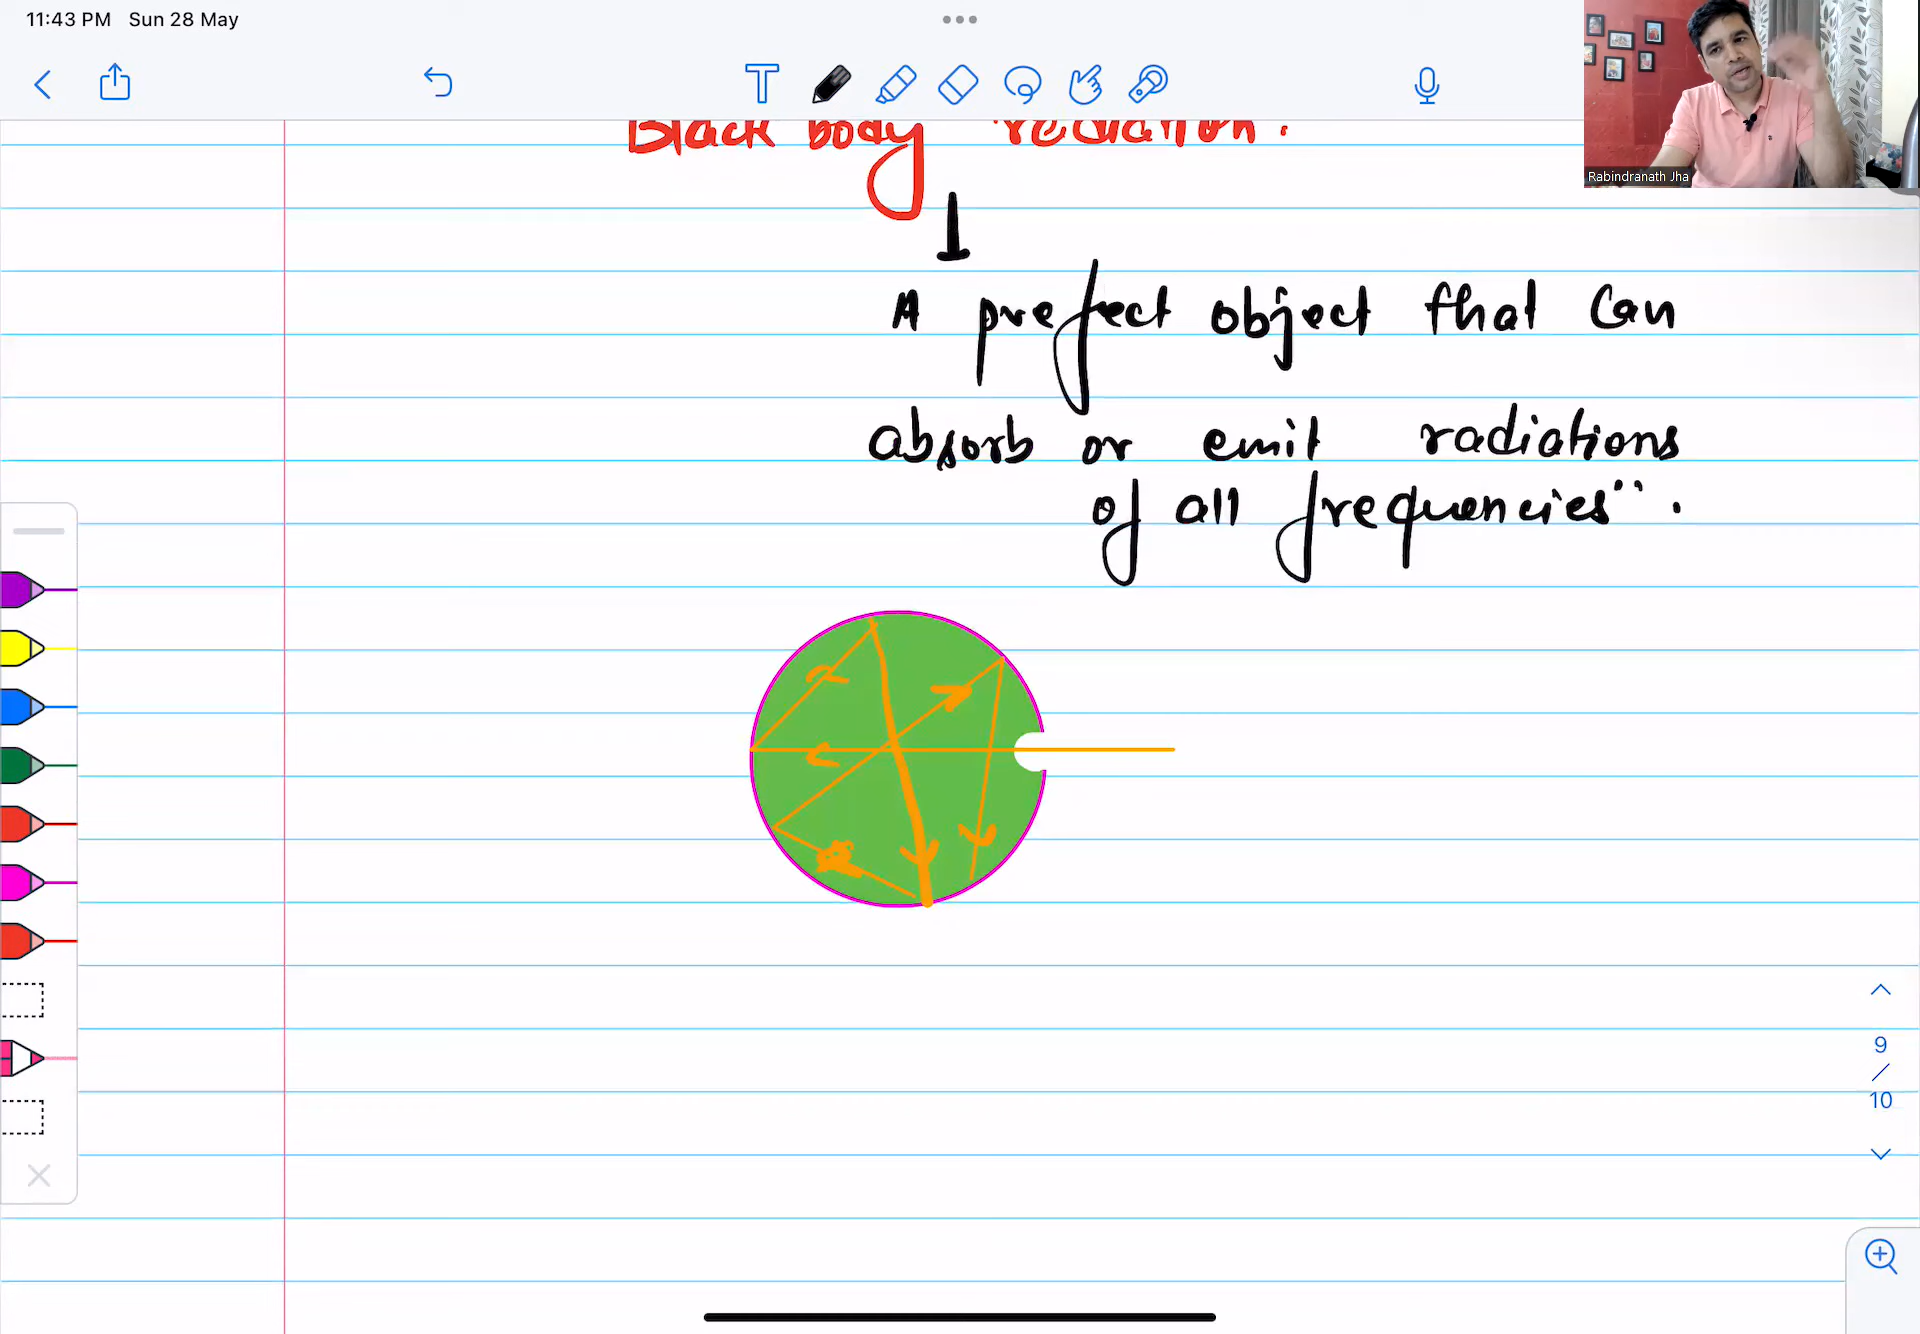 11:43 PM Sun 28 May
T
Rabindranath Jha
Black body radiation.
A prefect object that can
absorb or emit radiations
of all frequencies".
9
/
10